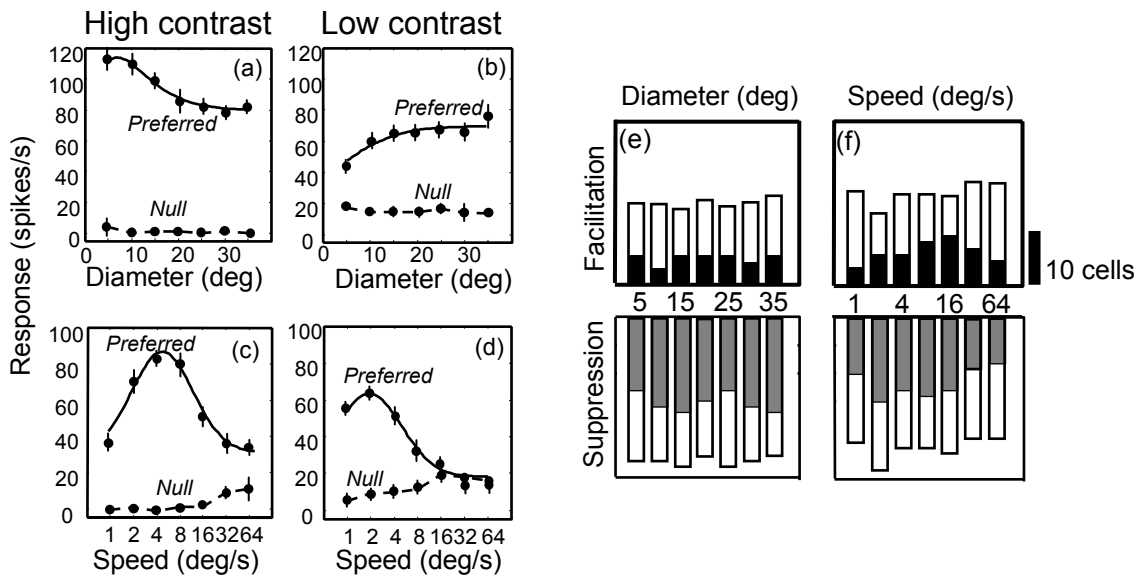 High contrast
Low contrast
Response (spikes/s)
120
100
80
60
40
20
0
(a)
Preferred
Null
0 10 20 30
Diameter (deg)
120
100
80
60
40
20
0
(b)
Preferred
Null
0 10 20 30
Diameter (deg)
100
80
60
40
20
0
(c)
Preferred
Null
1 2 4 8 16 32 64
Speed (deg/s)
100
80
60
40
20
0
(d)
Preferred
Null
1 2 4 8 16 32 64
Speed (deg/s)
Diameter (deg)
Speed (deg/s)
(e)
(f)
Facilitation
10 cells
5 15 25 35
1 4 16 64
Suppression